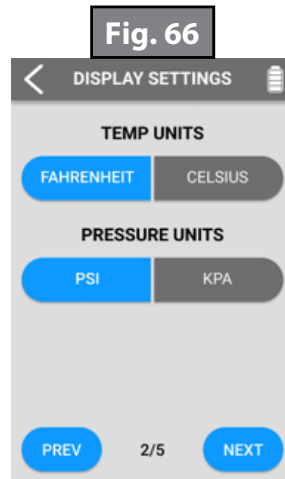 Fig. 66
DISPLAY SETTINGS
TEMP UNITS
FAHRENHEIT CELSIUS
PRESSURE UNITS
PSI KPA
PREV 2/5 NEXT